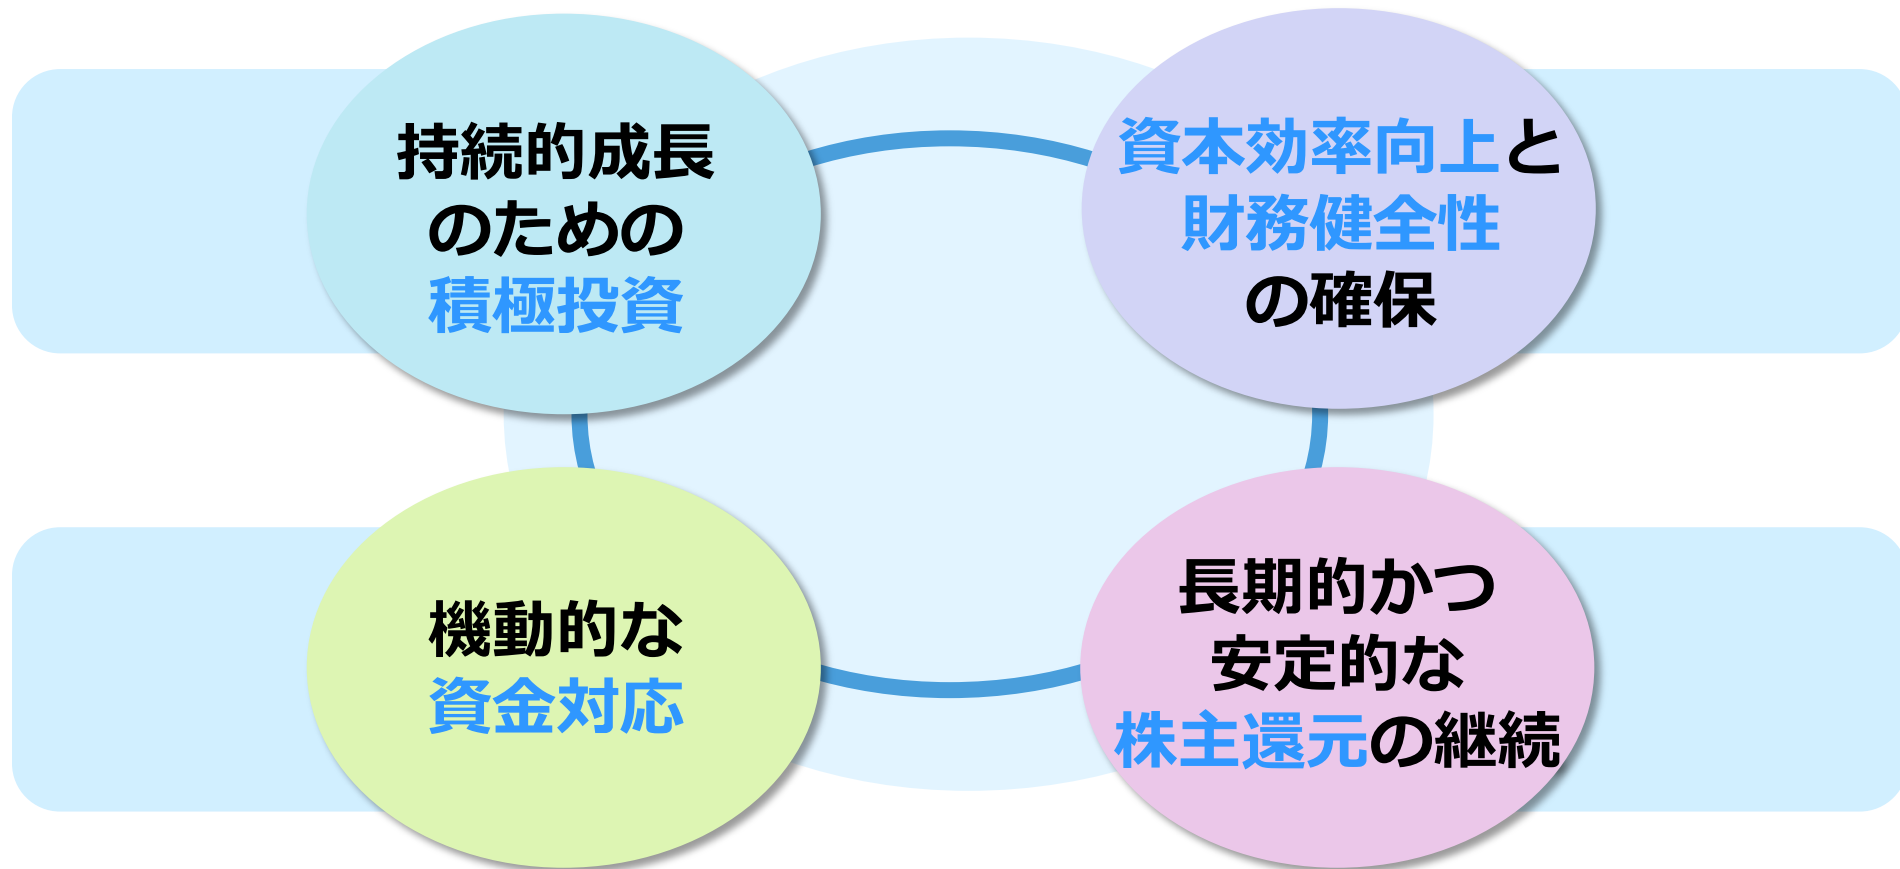 持続的成長
のための
積極投資
資本効率向上と
財務健全性
の確保
機動的な
資金対応
長期的かつ
安定的な
株主還元の継続